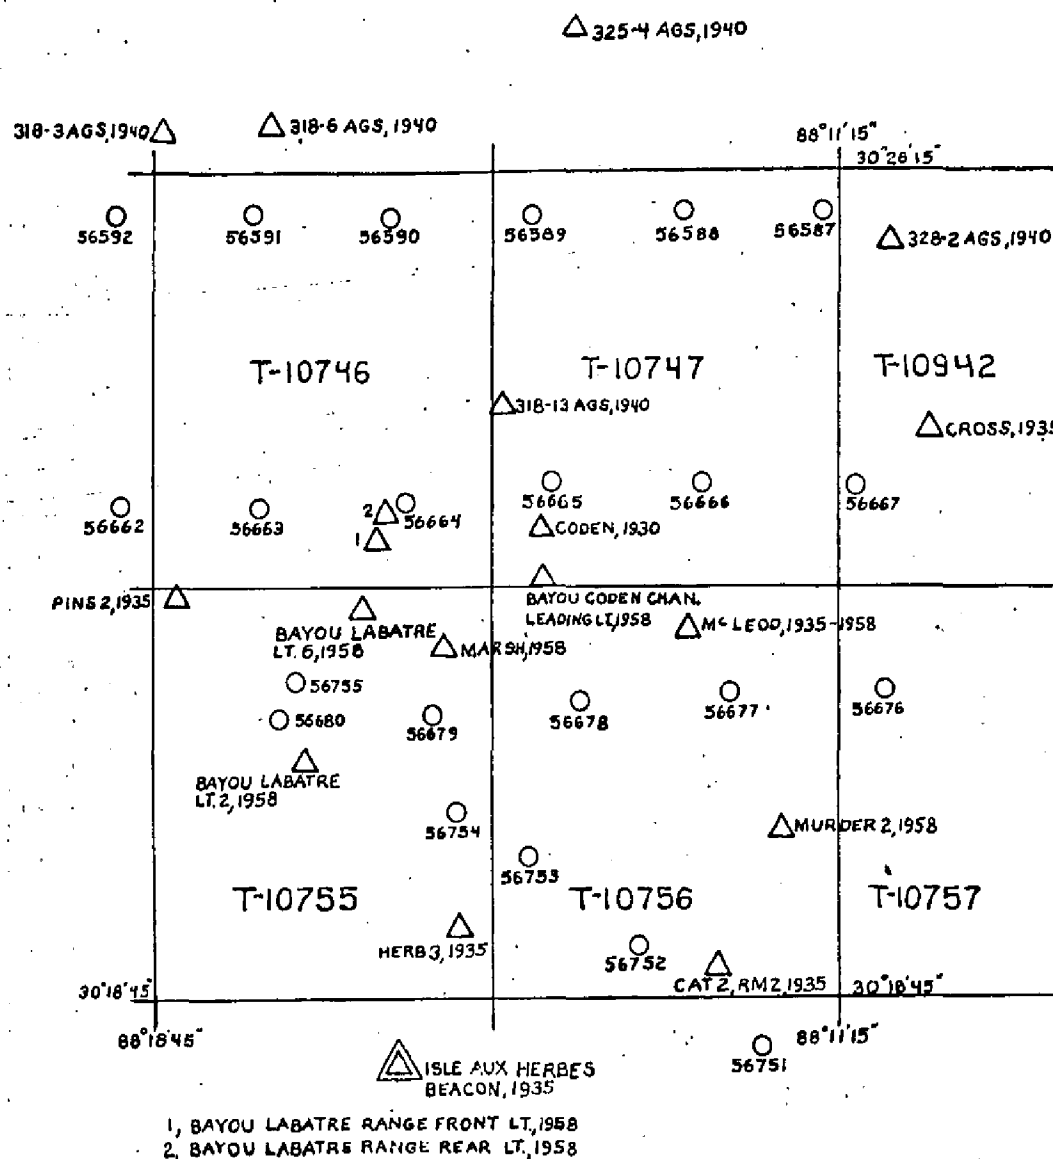 325-4 AGS, 1940
318-3 AGS, 1940
318-6 AGS, 1940
88°11'15"
30°26'15"
56592
56591
56590
56589
56588
56587
328-2 AGS, 1940
T-10746
T-10747
T-10942
318-13 AGS, 1940
CROSS, 1935
56662
56663
2
56664
1
56665
56666
56667
CODEN, 1930
PINS 2, 1935
BAYOU CODEN CHAN.
LEADING LT., 1958
BAYOU LABATRE
LT. 6, 1958
MARSH, 1958
Mc LEOD, 1935-1958
56755
56680
56679
56678
56677
56676
BAYOU LABATRE
LT. 2, 1958
56754
MURDER 2, 1958
56753
T-10755
T-10756
T-10757
HERB 3, 1935
56752
CAT 2, RM 2, 1935
30°18'45"
30°18'45"
88°18'45"
88°11'15"
56751
ISLE AUX HERBES
BEACON, 1935
1, BAYOU LABATRE RANGE FRONT LT., 1958
2, BAYOU LABATRE RANGE REAR LT., 1958